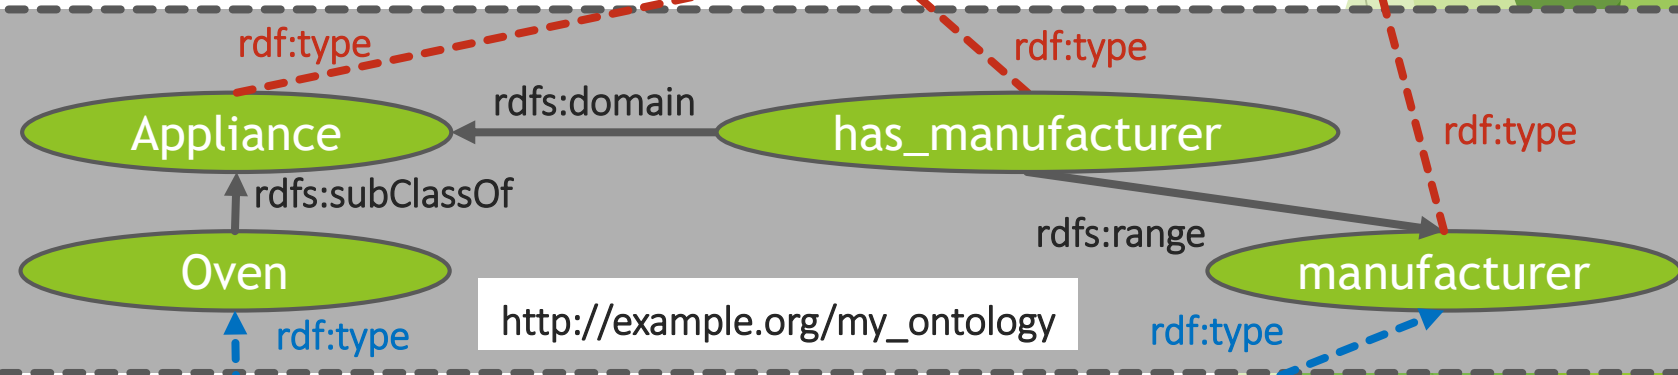 rdf:type
rdf:type
rdfs:domain
Appliance
has_manufacturer
rdf:type
rdfs:subClassOf
rdfs:range
Oven
manufacturer
http://example.org/my_ontology
rdf:type
rdf:type